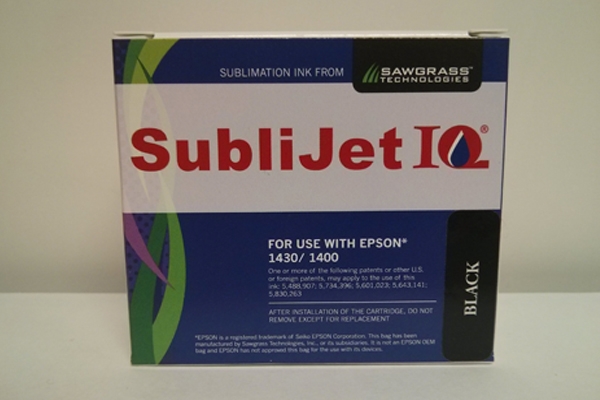 SUBLIMATION INK FROM
SAWGRASS™
TECHNOLOGIES
SubliJet IQ®
FOR USE WITH EPSON®
1430/ 1400
One or more of the following patents or other U.S.
or foreign patents, may apply to the use of this
ink: 5,488,907; 5,734,396; 5,601,023; 5,643,141;
5,830,263
AFTER INSTALLATION OF THE CARTRIDGE, DO NOT
REMOVE EXCEPT FOR REPLACEMENT
*EPSON is a registered trademark of Seiko EPSON Corporation. This bag has been
manufactured by Sawgrass Technologies, Inc., or its subsidiaries. It is not an EPSON OEM
bag and EPSON has not approved this bag for the use with its devices.
BLACK